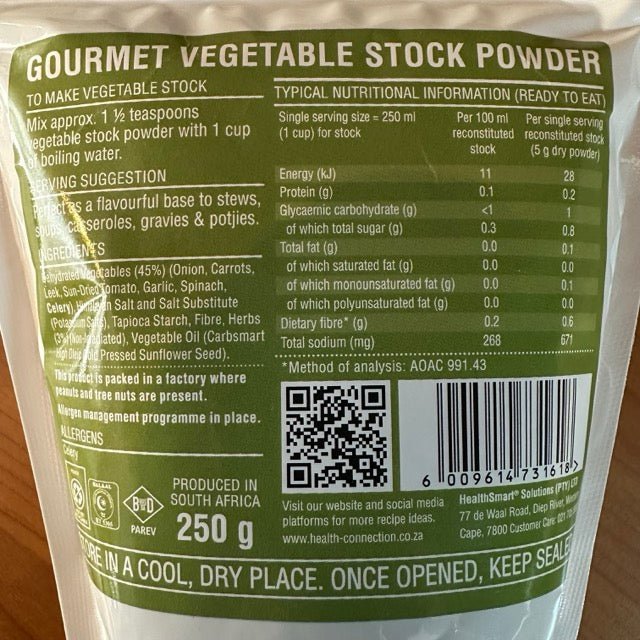 GOURMET VEGETABLE STOCK POWDER
TO MAKE VEGETABLE STOCK
Mix approx. 1 ½ teaspoons
vegetable stock powder with 1 cup
of boiling water.
SERVING SUGGESTION
Perfect as a flavourful base to stews,
soups, casseroles, gravies & potjies.
INGREDIENTS
Dehydrated Vegetables (45%) (Onion, Carrots,
Leek, Sun-Dried Tomato, Garlic, Spinach,
Celery), Himalayan Salt and Salt Substitute
(Potassium Salts), Tapioca Starch, Fibre, Herbs
(3%) (Non-Irradiated), Vegetable Oil (Carbsmart
High Oleic Cold Pressed Sunflower Seed).
This product is packed in a factory where
peanuts and tree nuts are present.
Allergen management programme in place.
ALLERGENS
Celery
HALAAL
PAREV
PRODUCED IN
SOUTH AFRICA
250 g
TYPICAL NUTRITIONAL INFORMATION (READY TO EAT)
Single serving size = 250 ml
(1 cup) for stock
Per 100 ml
reconstituted
stock
Per single serving
reconstituted stock
(5 g dry powder)
Energy (kJ) 11 28
Protein (g) 0.1 0.2
Glycaemic carbohydrate (g) <1 1
of which total sugar (g) 0.3 0.8
Total fat (g) 0.0 0.1
of which saturated fat (g) 0.0 0.0
of which monounsaturated fat (g) 0.0 0.1
of which polyunsaturated fat (g) 0.0 0.0
Dietary fibre* (g) 0.2 0.6
Total sodium (mg) 268 671
*Method of analysis: AOAC 991.43
6 009614 731618 >
Visit our website and social media
platforms for more recipe ideas.
www.health-connection.co.za
HealthSmart® Solutions (PTY) LTD
77 de Waal Road, Diep River, Western
Cape, 7800 Customer Care: 021
STORE IN A COOL, DRY PLACE. ONCE OPENED, KEEP SEALED